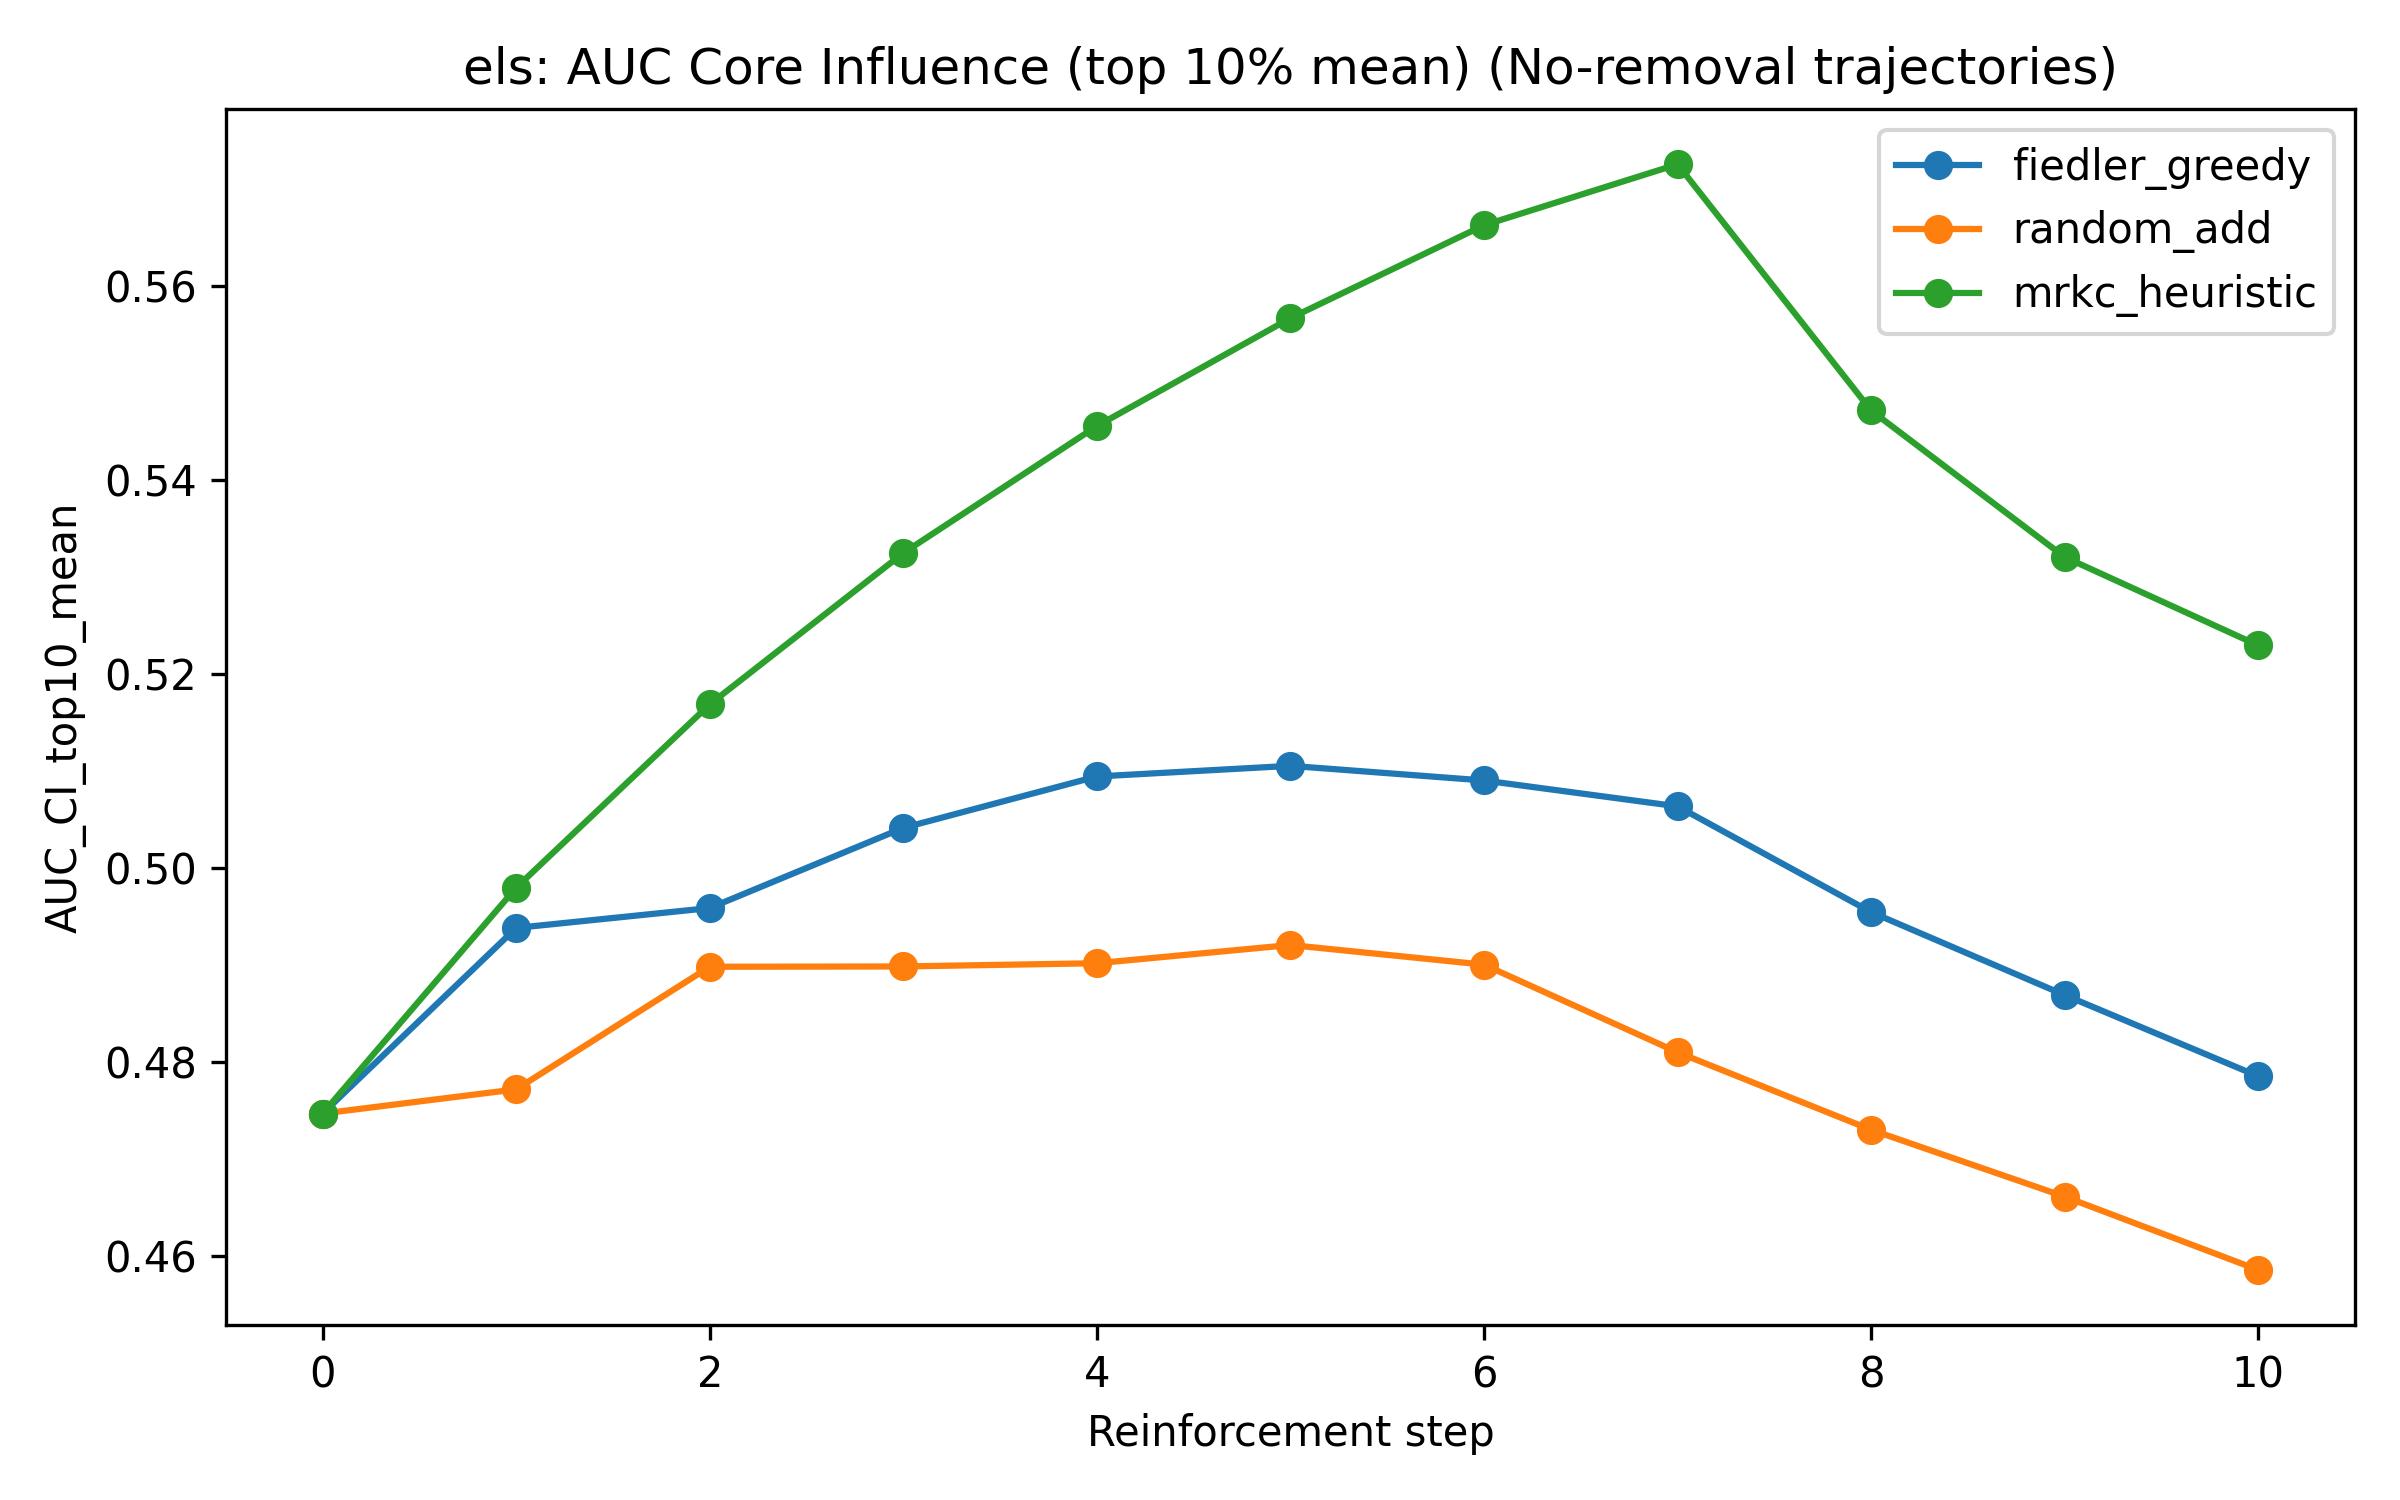 els: AUC Core Influence (top 10% mean) (No-removal trajectories)
fiedler_greedy
random_add
mrkc_heuristic
AUC_CI_top10_mean
0.56
0.54
0.52
0.50
0.48
0.46
0 2 4 6 8 10
Reinforcement step